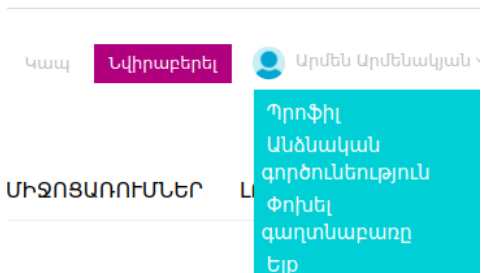 Կապ Նվիրաբերել Արմեն Արմենակյան
Պրոֆիլ
Անձնական
գործունեություն
ՄԻՋՈՑԱՌՈՒՄՆԵՐ
Փոխել
գաղտնաբառը
Ելք